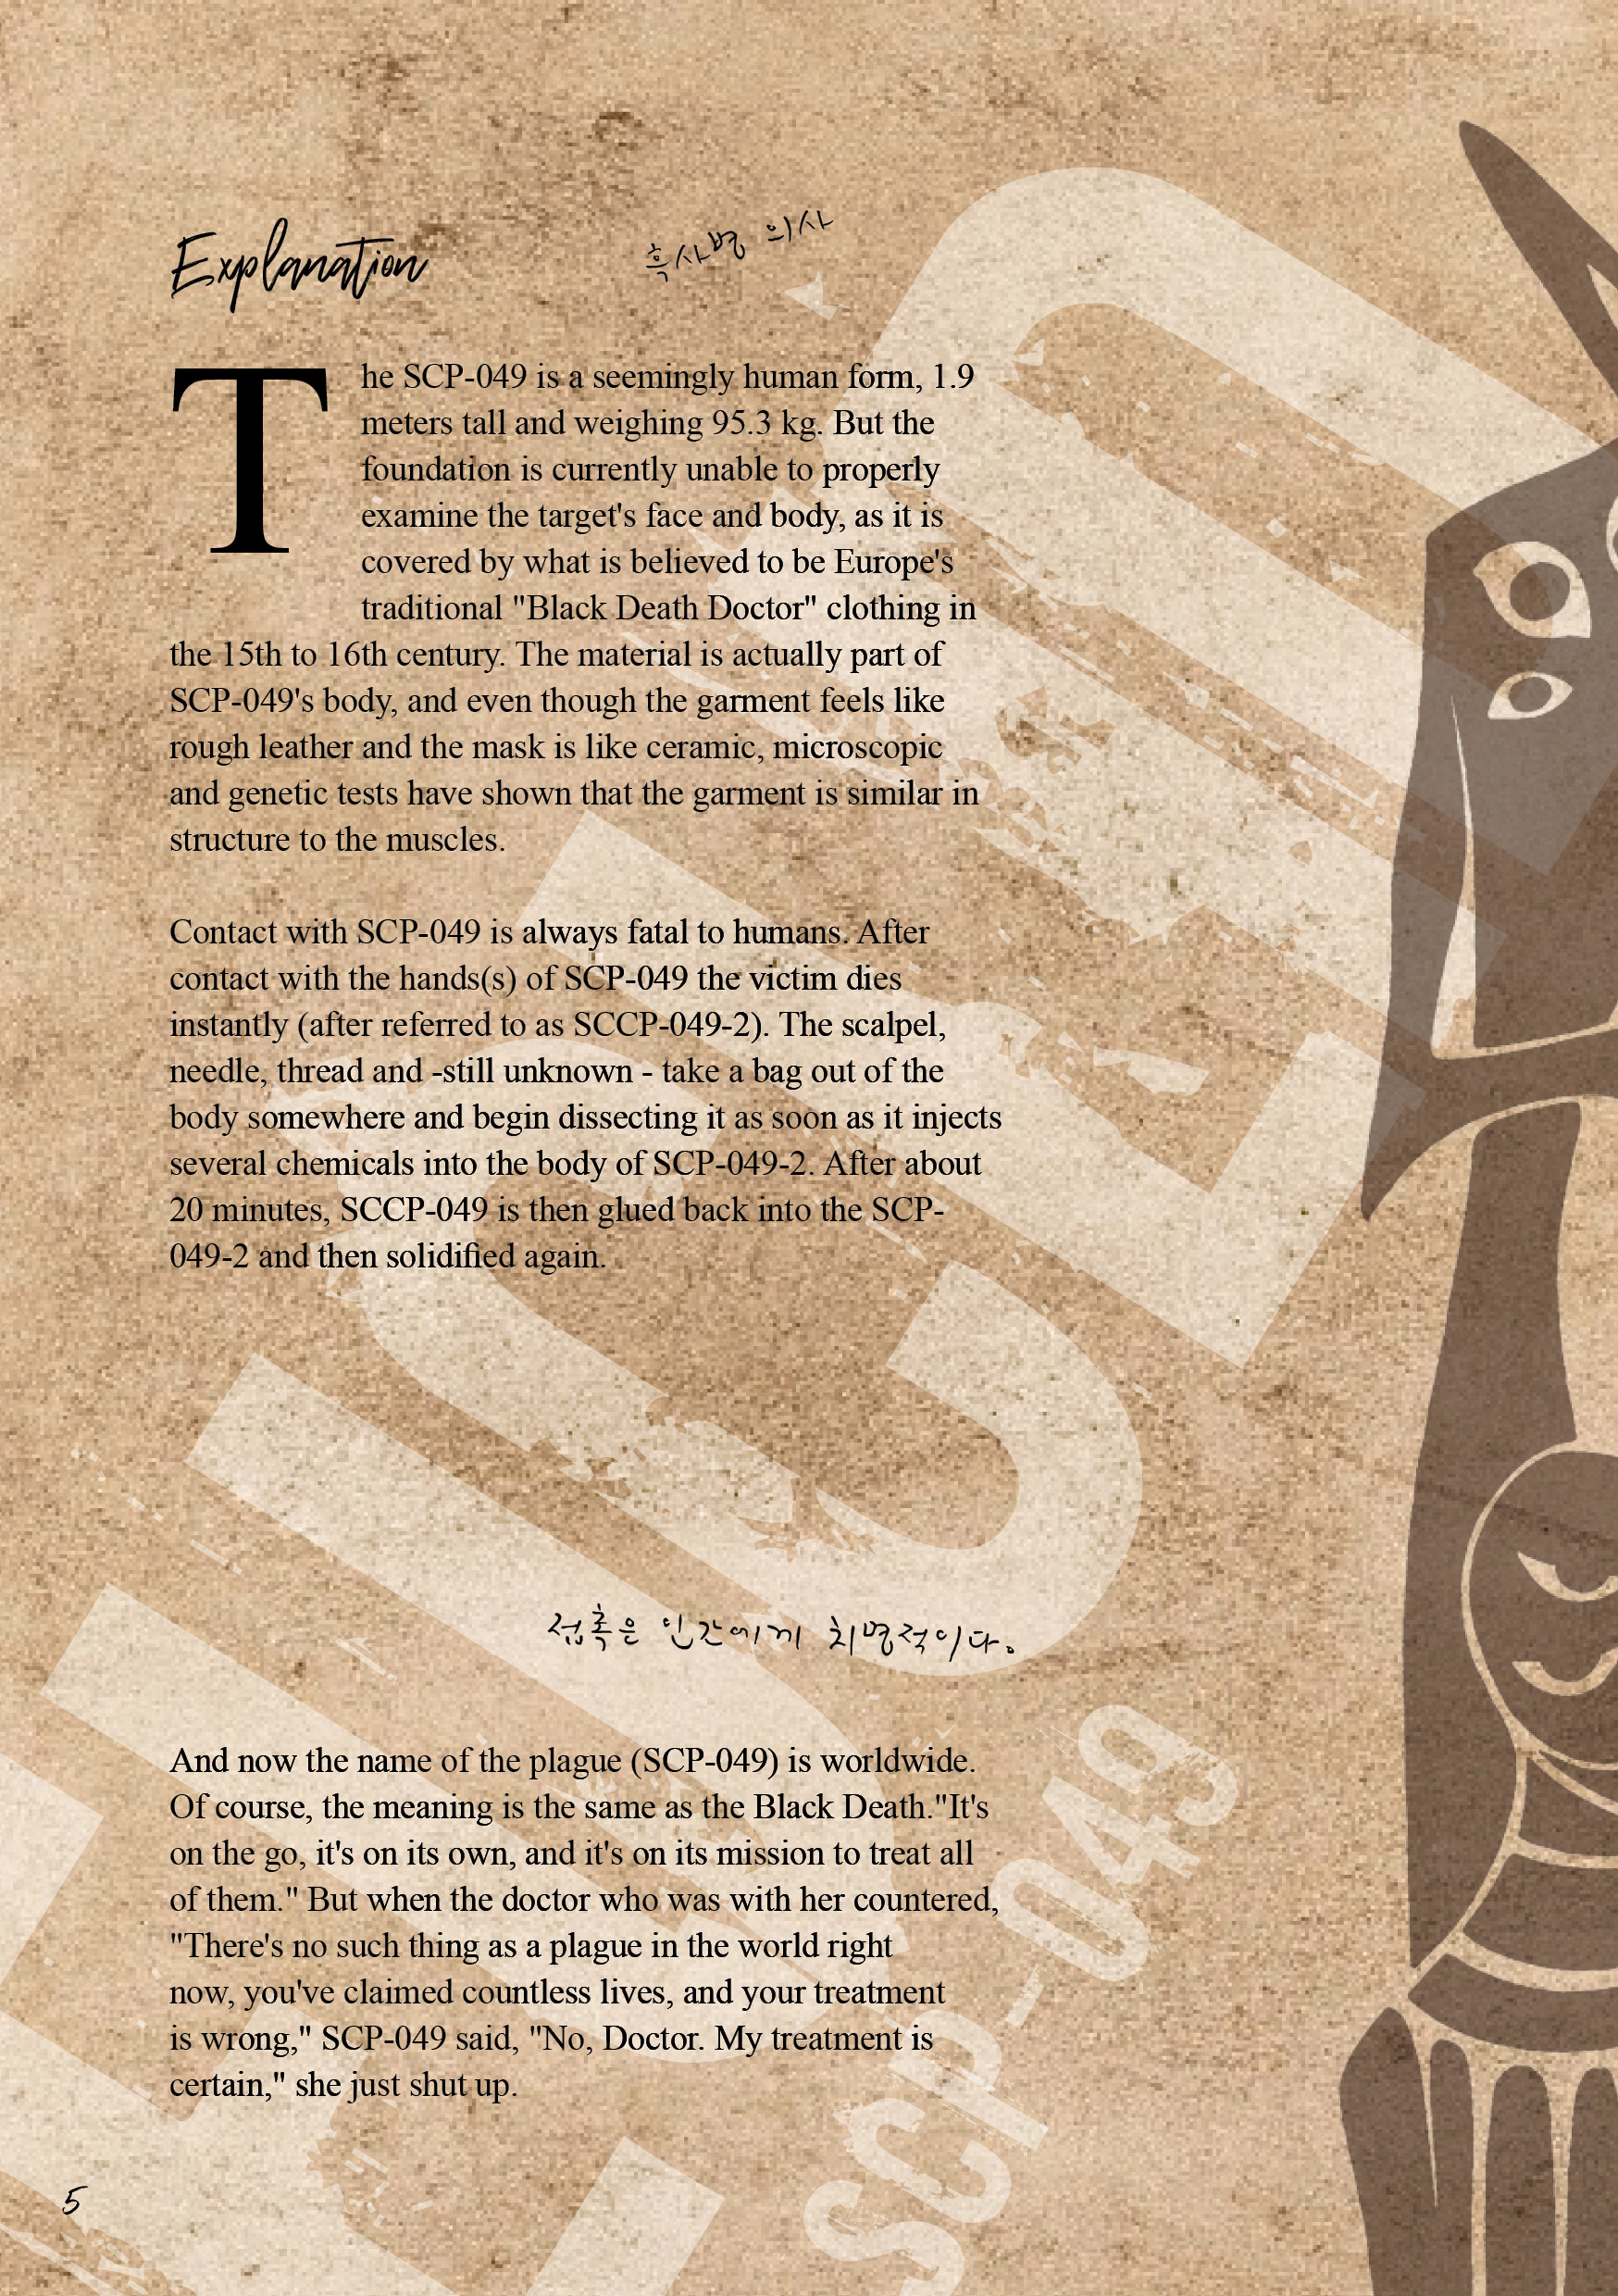 Explanation
흑사병 의사
The SCP-049 is a seemingly human form, 1.9
meters tall and weighing 95.3 kg. But the
foundation is currently unable to properly
examine the target's face and body, as it is
covered by what is believed to be Europe's
traditional "Black Death Doctor" clothing in
the 15th to 16th century. The material is actually part of
SCP-049's body, and even though the garment feels like
rough leather and the mask is like ceramic, microscopic
and genetic tests have shown that the garment is similar in
structure to the muscles.
Contact with SCP-049 is always fatal to humans. After
contact with the hands(s) of SCP-049 the victim dies
instantly (after referred to as SCCP-049-2). The scalpel,
needle, thread and -still unknown - take a bag out of the
body somewhere and begin dissecting it as soon as it injects
several chemicals into the body of SCP-049-2. After about
20 minutes, SCCP-049 is then glued back into the SCP-
049-2 and then solidified again.
접촉은 인간에게 치명적이다.
And now the name of the plague (SCP-049) is worldwide.
Of course, the meaning is the same as the Black Death."It's
on the go, it's on its own, and it's on its mission to treat all
of them." But when the doctor who was with her countered,
"There's no such thing as a plague in the world right
now, you've claimed countless lives, and your treatment
is wrong," SCP-049 said, "No, Doctor. My treatment is
certain," she just shut up.
SCP-049
5